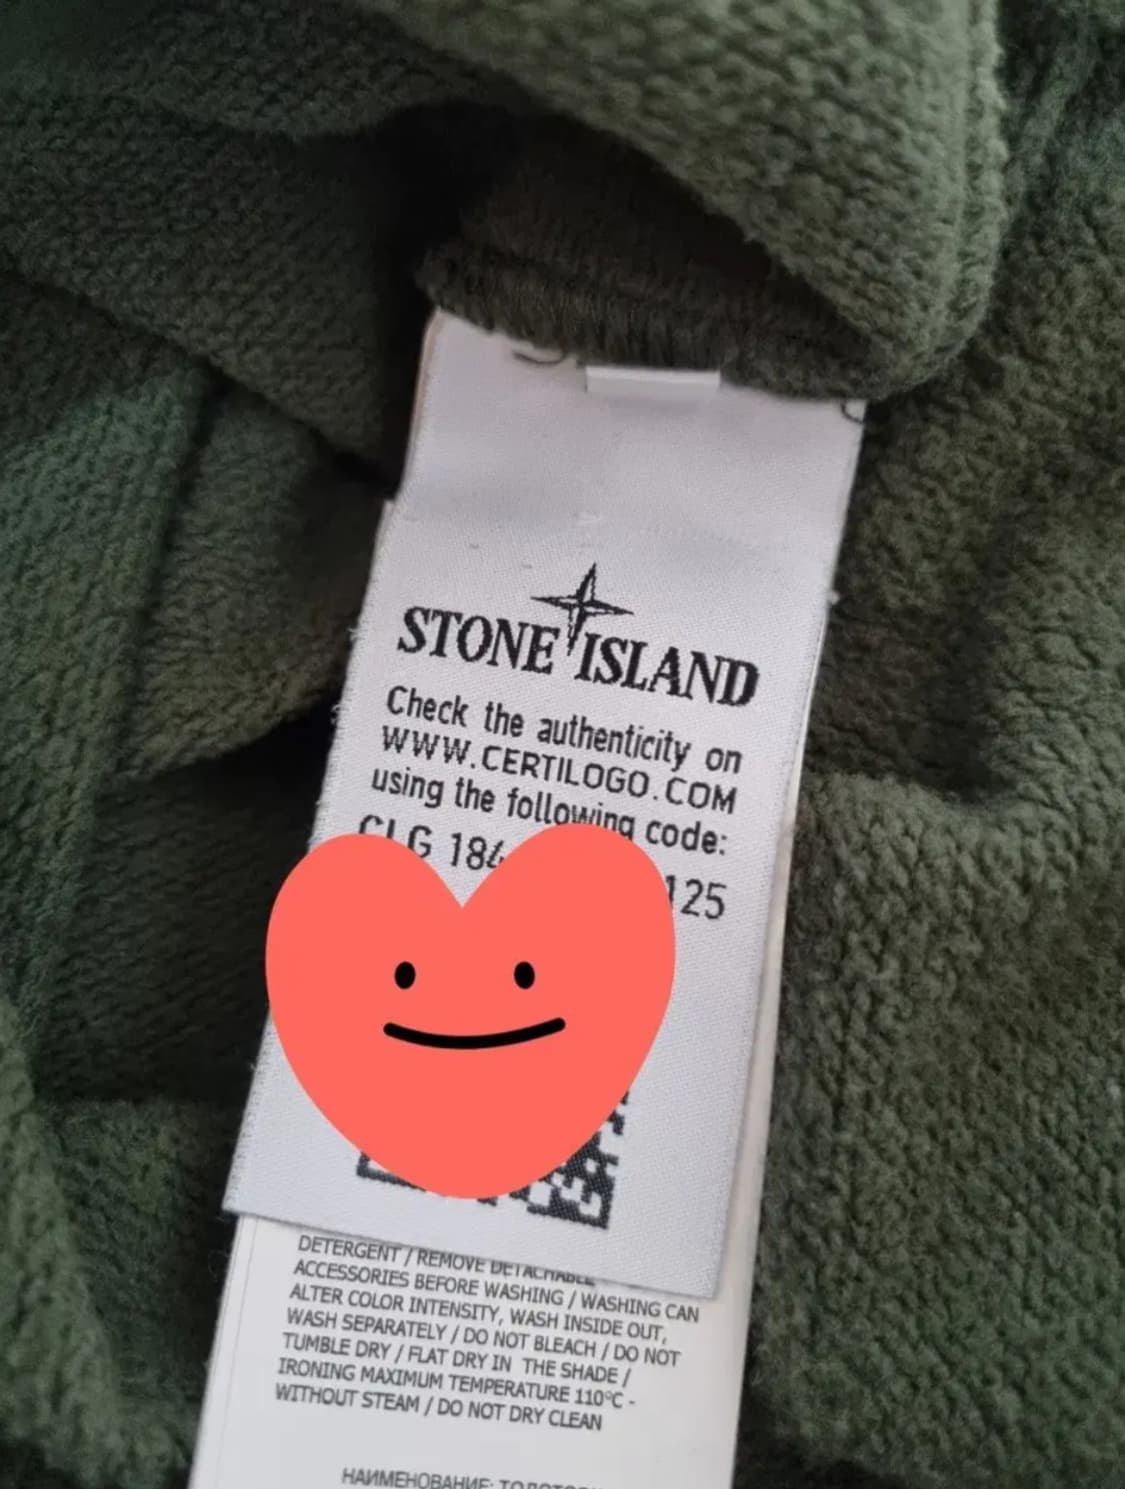 STONE ISLAND
Check the authenticity on
WWW.CERTILOGO.COM
using the following code:
CLG 184
125
DETERGENT / REMOVE DETACHABLE
ACCESSORIES BEFORE WASHING / WASHING CAN
ALTER COLOR INTENSITY, WASH INSIDE OUT,
WASH SEPARATELY / DO NOT BLEACH / DO NOT
TUMBLE DRY / FLAT DRY IN THE SHADE /
IRONING MAXIMUM TEMPERATURE 110°C -
WITHOUT STEAM / DO NOT DRY CLEAN
НАИМЕНОВАНИЕ: